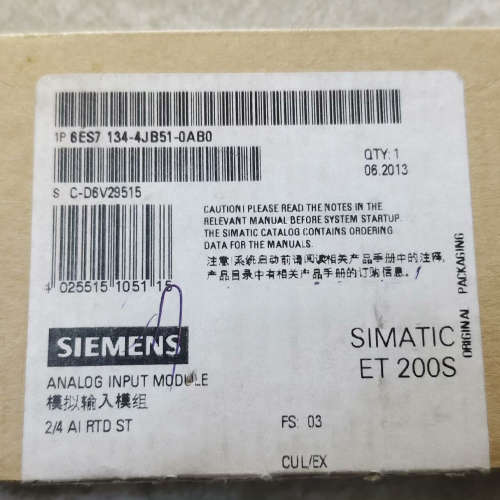 1P 6ES7 134-4JB51-0AB0
QTY: 1
06.2013
S C-D6V29515
CAUTION! PLEASE READ THE NOTES IN THE
RELEVANT MANUAL BEFORE SYSTEM STARTUP.
THE SIMATIC CATALOG CONTAINS ORDERING
DATA FOR THE MANUALS.
注意!系统启动前请阅读相关产品手册中的注释,
产品目录中有相关产品手册的订购信息。
4 025515 105115
ORIGINAL PACKAGING
SIEMENS
SIMATIC
ET 200S
ANALOG INPUT MODULE
模拟输入模组
2/4 AI RTD ST
FS: 03
CUL/EX